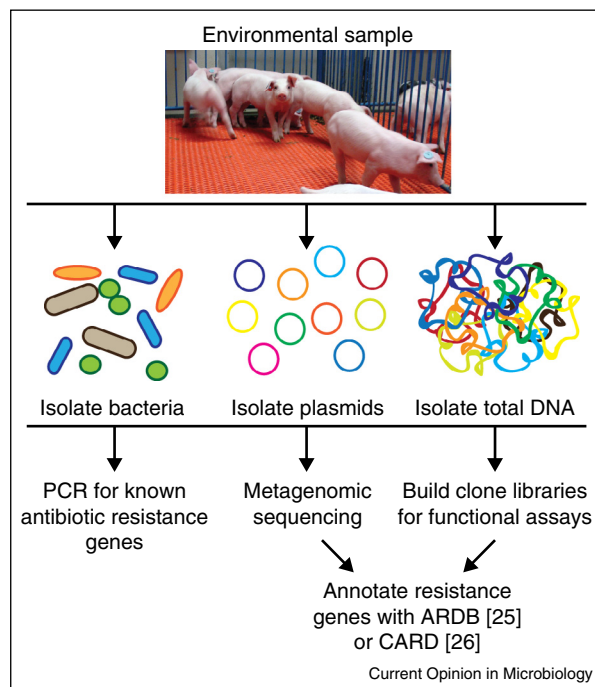 Environmental sample
Isolate bacteria
Isolate plasmids
Isolate total DNA
PCR for known
antibiotic resistance
genes
Metagenomic
sequencing
Build clone libraries
for functional assays
Annotate resistance
genes with ARDB [25]
or CARD [26]
Current Opinion in Microbiology